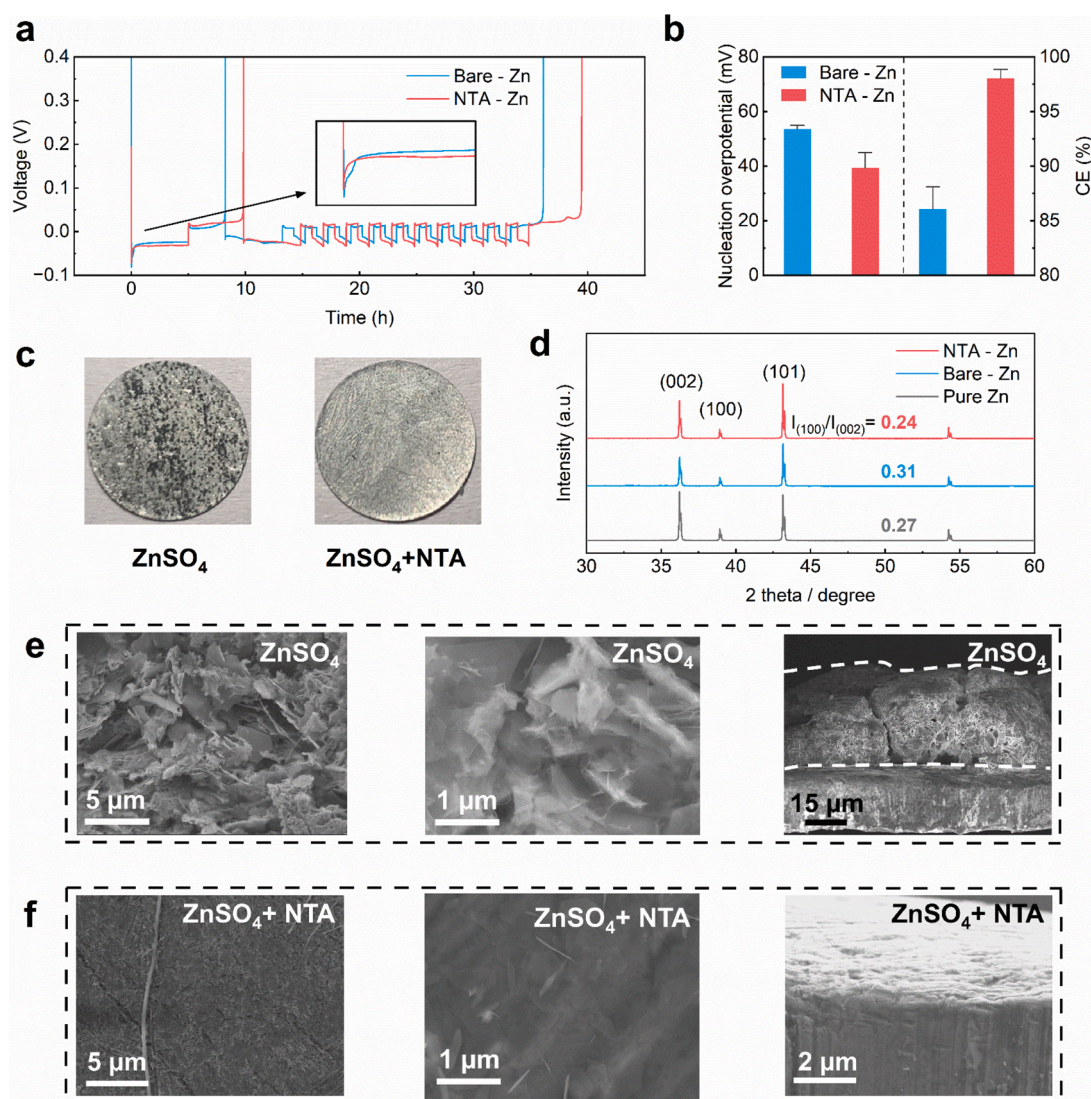 a
0.4
0.3
0.2
0.1
0.0
−0.1
Voltage (V)
Bare - Zn
NTA - Zn
0
10
20
30
40
Time (h)
b
80
60
40
20
0
Nucleation overpotential (mV)
Bare - Zn
NTA - Zn
100
95
90
85
80
CE (%)
c
ZnSO₄
ZnSO₄+NTA
d
Intensity (a.u.)
NTA - Zn
Bare - Zn
Pure Zn
(002)
(100)
(101)
I(100)/I(002)= 0.24
0.31
0.27
30
35
40
45
50
55
60
2 theta / degree
e
ZnSO₄
5 μm
ZnSO₄
1 μm
ZnSO₄
15 μm
f
ZnSO₄+ NTA
5 μm
ZnSO₄+ NTA
1 μm
ZnSO₄+ NTA
2 μm